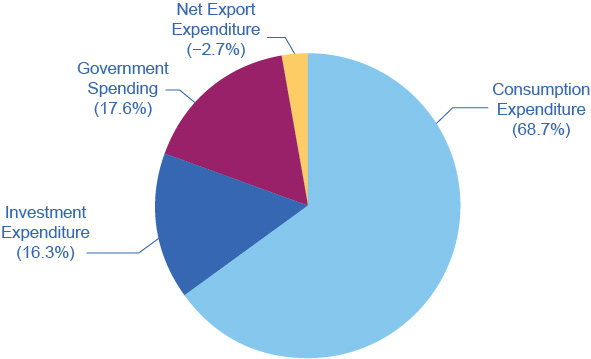 Net Export
Expenditure
(−2.7%)
Government
Spending
(17.6%)
Consumption
Expenditure
(68.7%)
Investment
Expenditure
(16.3%)